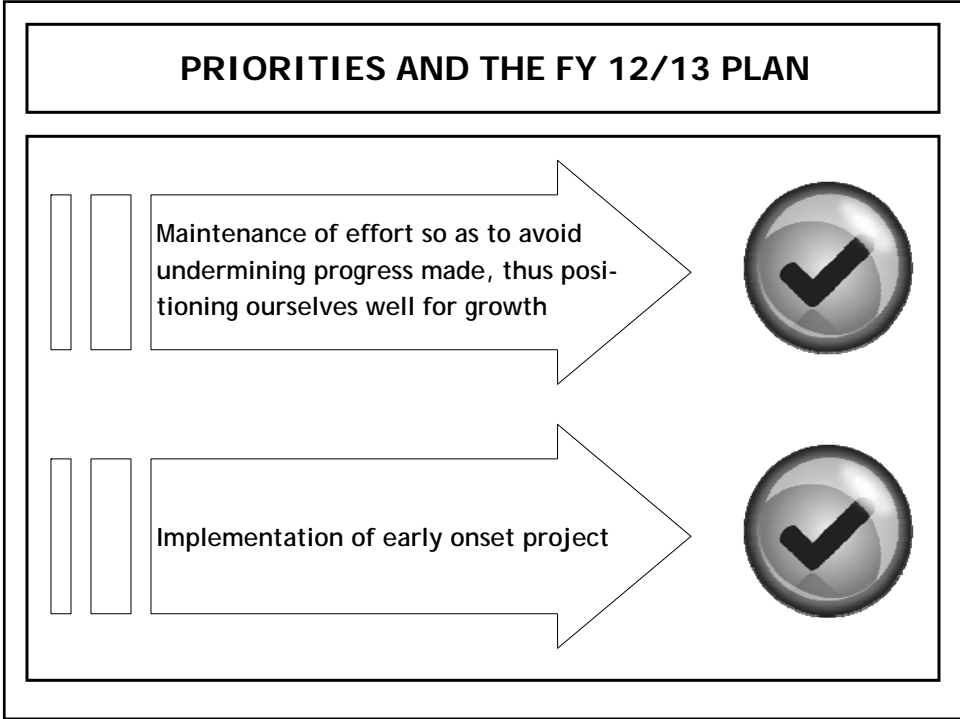 PRIORITIES AND THE FY 12/13 PLAN
Maintenance of effort so as to avoid
undermining progress made, thus posi-
tioning ourselves well for growth
Implementation of early onset project